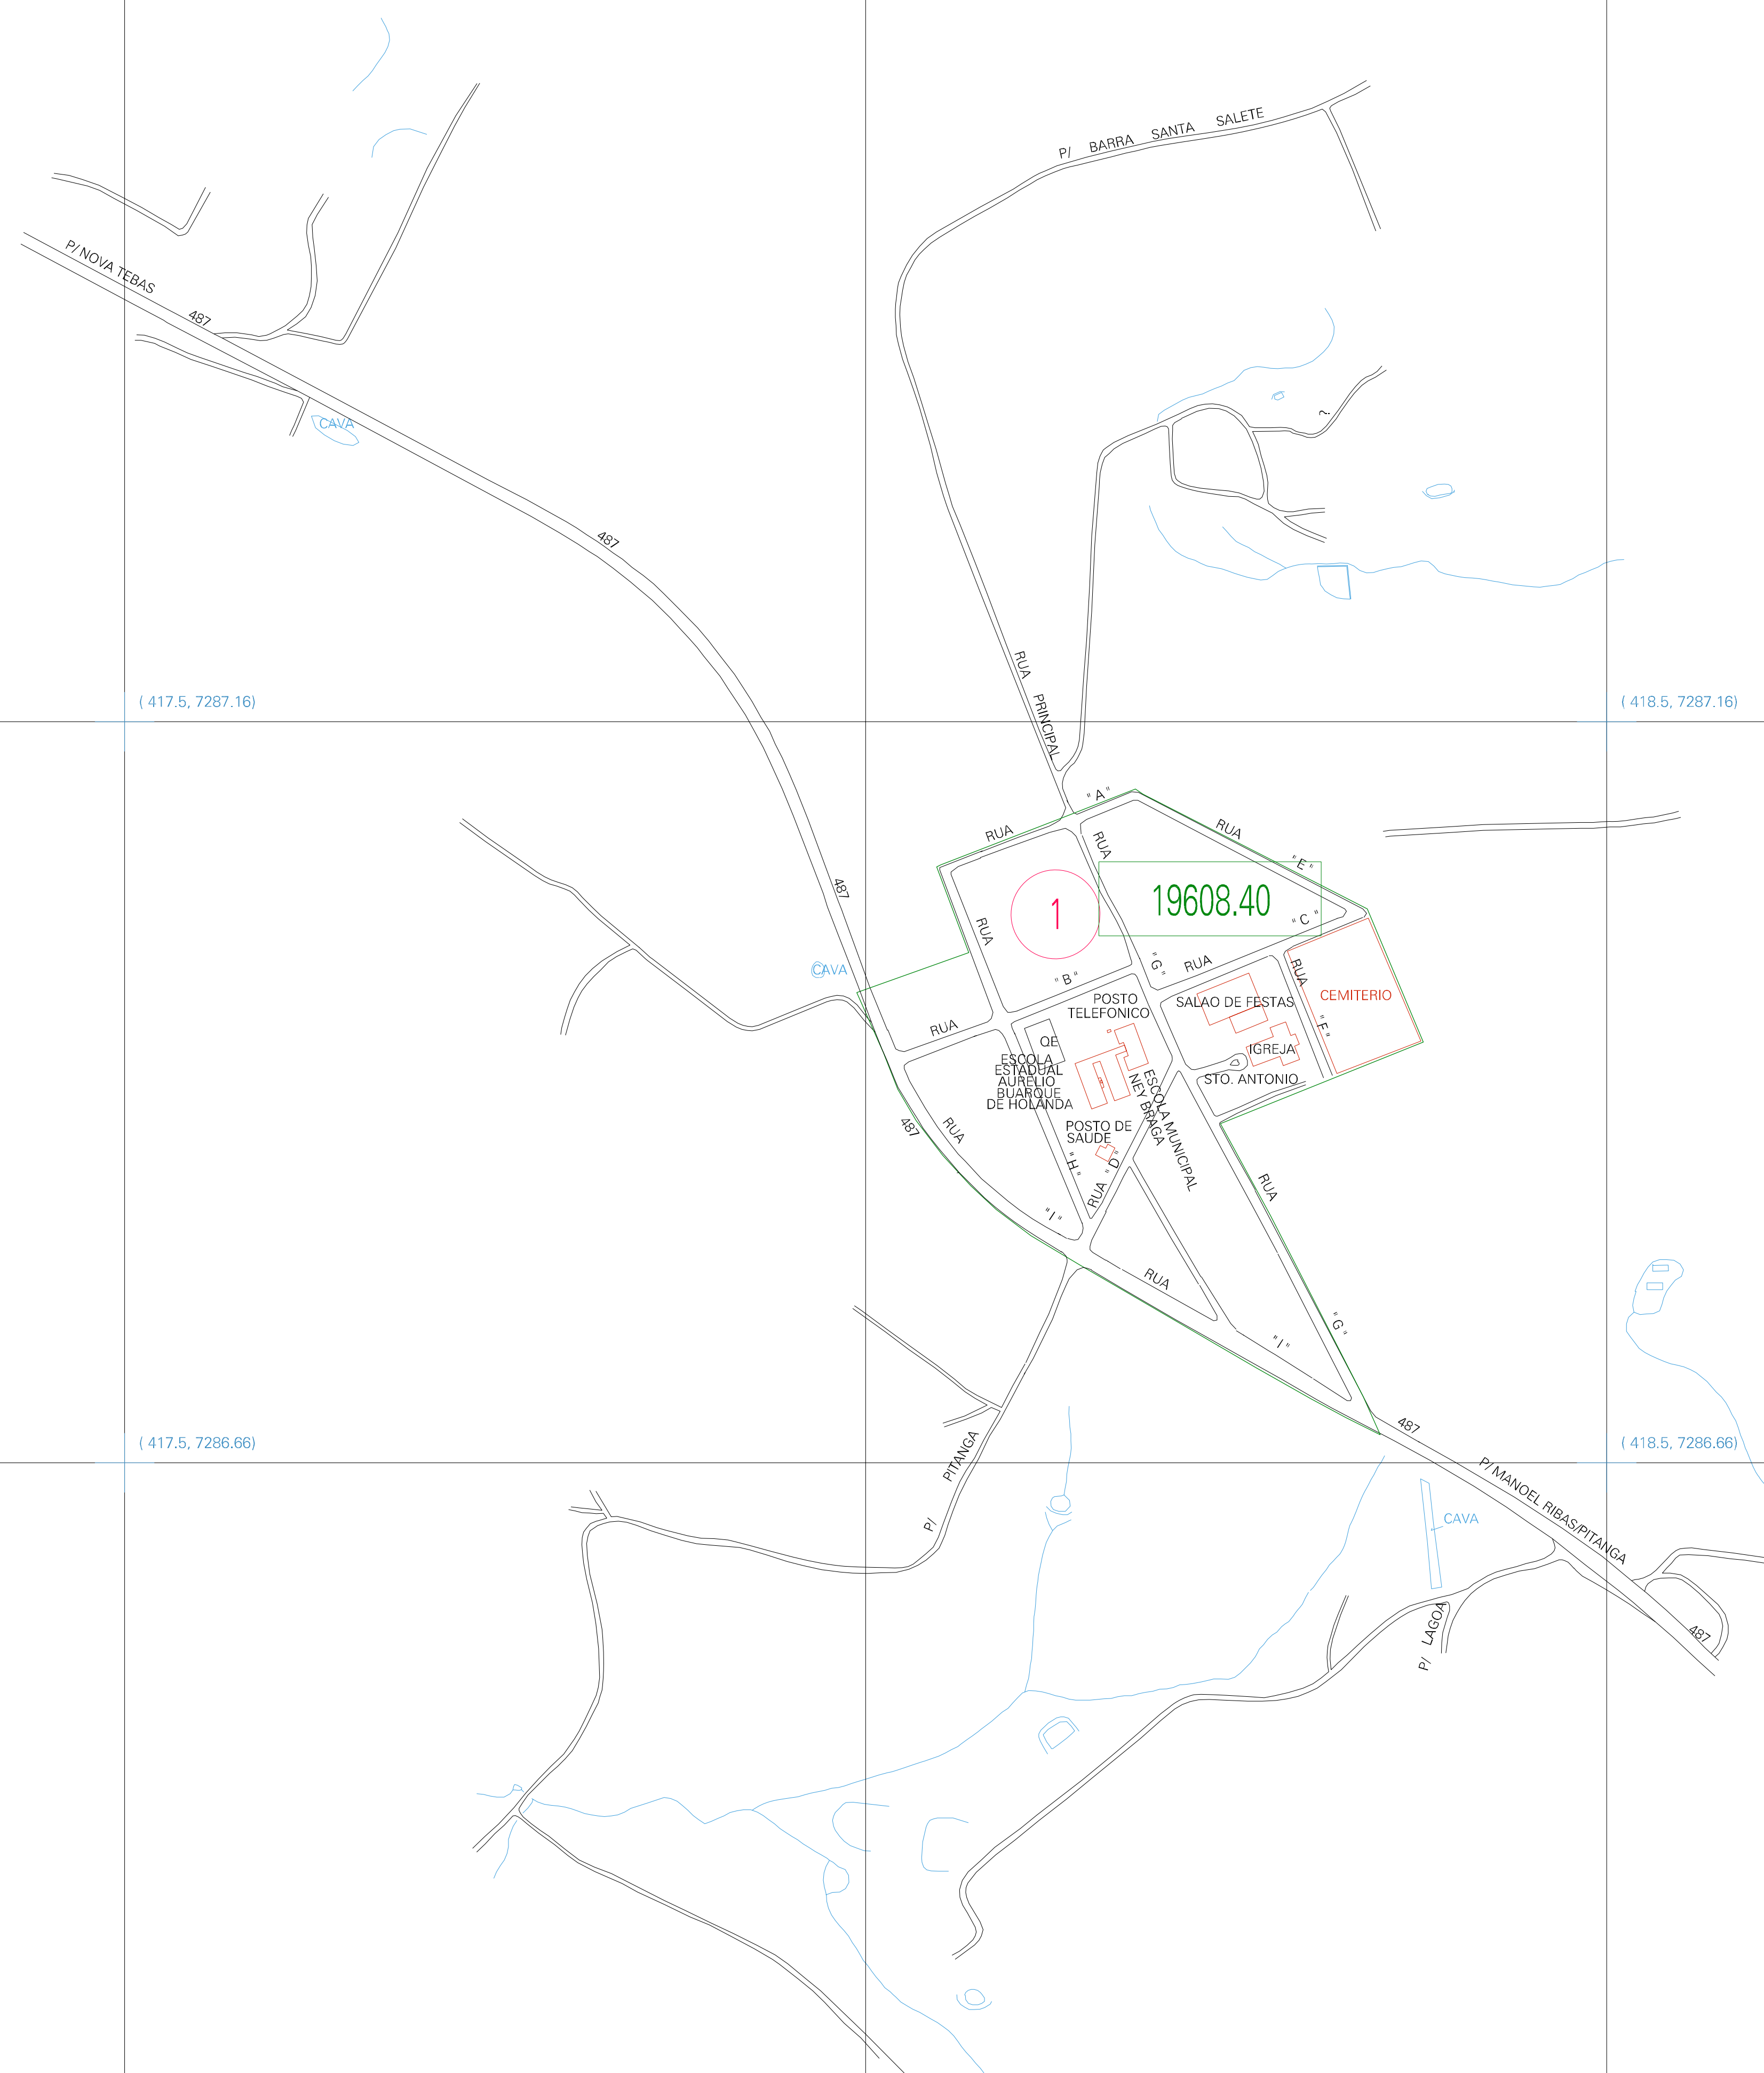 P/ BARRA SANTA SALETE
P/ NOVA TEBAS
487
CAVA
487
RUA PRINCIPAL
( 417.5, 7287.16)
( 418.5, 7287.16)
RUA "A"
RUA "E"
RUA
487
1
19608.40
"C"
RUA
"G"
RUA
RUA
CAVA
"B"
POSTO
TELEFONICO
SALAO DE FESTAS
CEMITERIO
"F"
RUA
QE
IGREJA
ESCOLA
ESTADUAL
AURELIO
BUARQUE
DE HOLANDA
STO. ANTONIO
ESCOLA MUNICIPAL
NEY BRAGA
487
RUA
POSTO DE
SAUDE
"H"
RUA "D"
RUA
"I"
RUA
"G"
"I"
487
( 417.5, 7286.66)
( 418.5, 7286.66)
P/ PITANGA
P/ MANOEL RIBAS/PITANGA
CAVA
P/ LAGOA
487